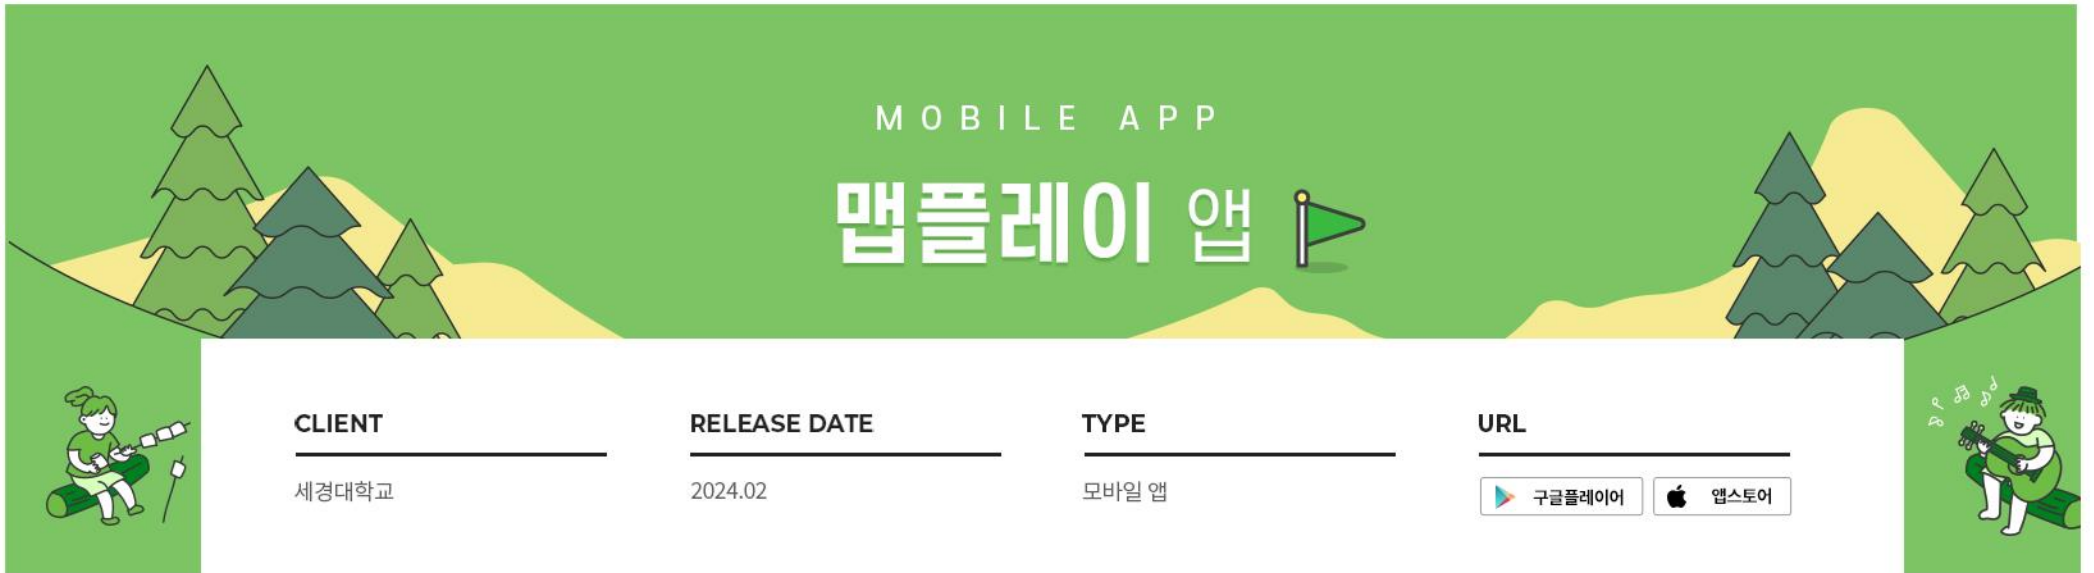 MOBILE APP
맵플레이 앱
CLIENT
세경대학교
RELEASE DATE
2024.02
TYPE
모바일 앱
URL
구글플레이어
앱스토어